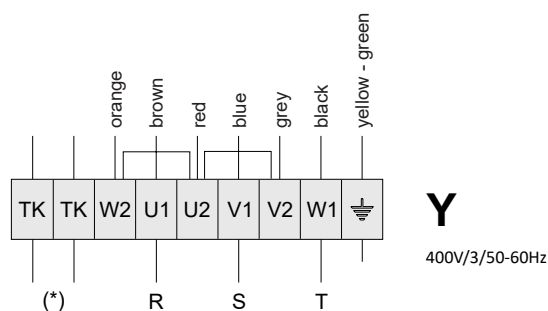 orange brown red blue grey black yellow - green
TK TK W2 U1 U2 V1 V2 W1
Y
400V/3/50-60Hz
(*) R S T